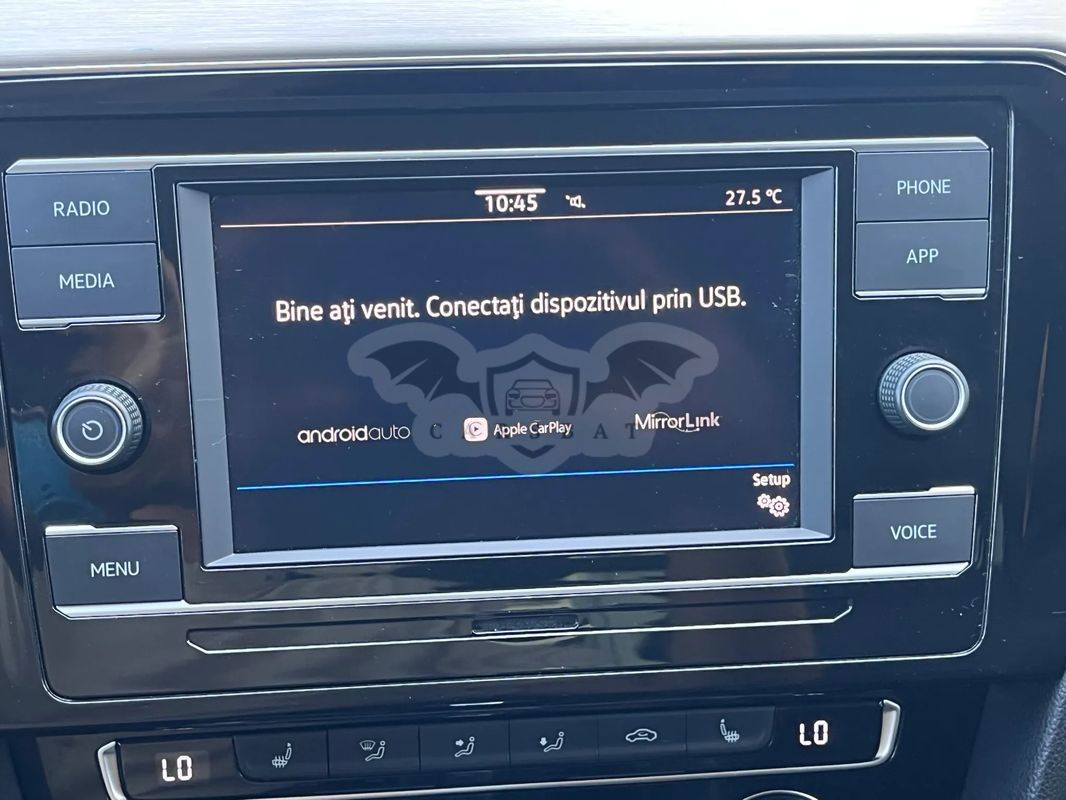 RADIO
MEDIA
MENU
10:45
27.5 °C
Bine aţi venit. Conectaţi dispozitivul prin USB.
androidauto
Apple CarPlay
MirrorLink
CARSBAT
Setup
PHONE
APP
VOICE
LO
LO